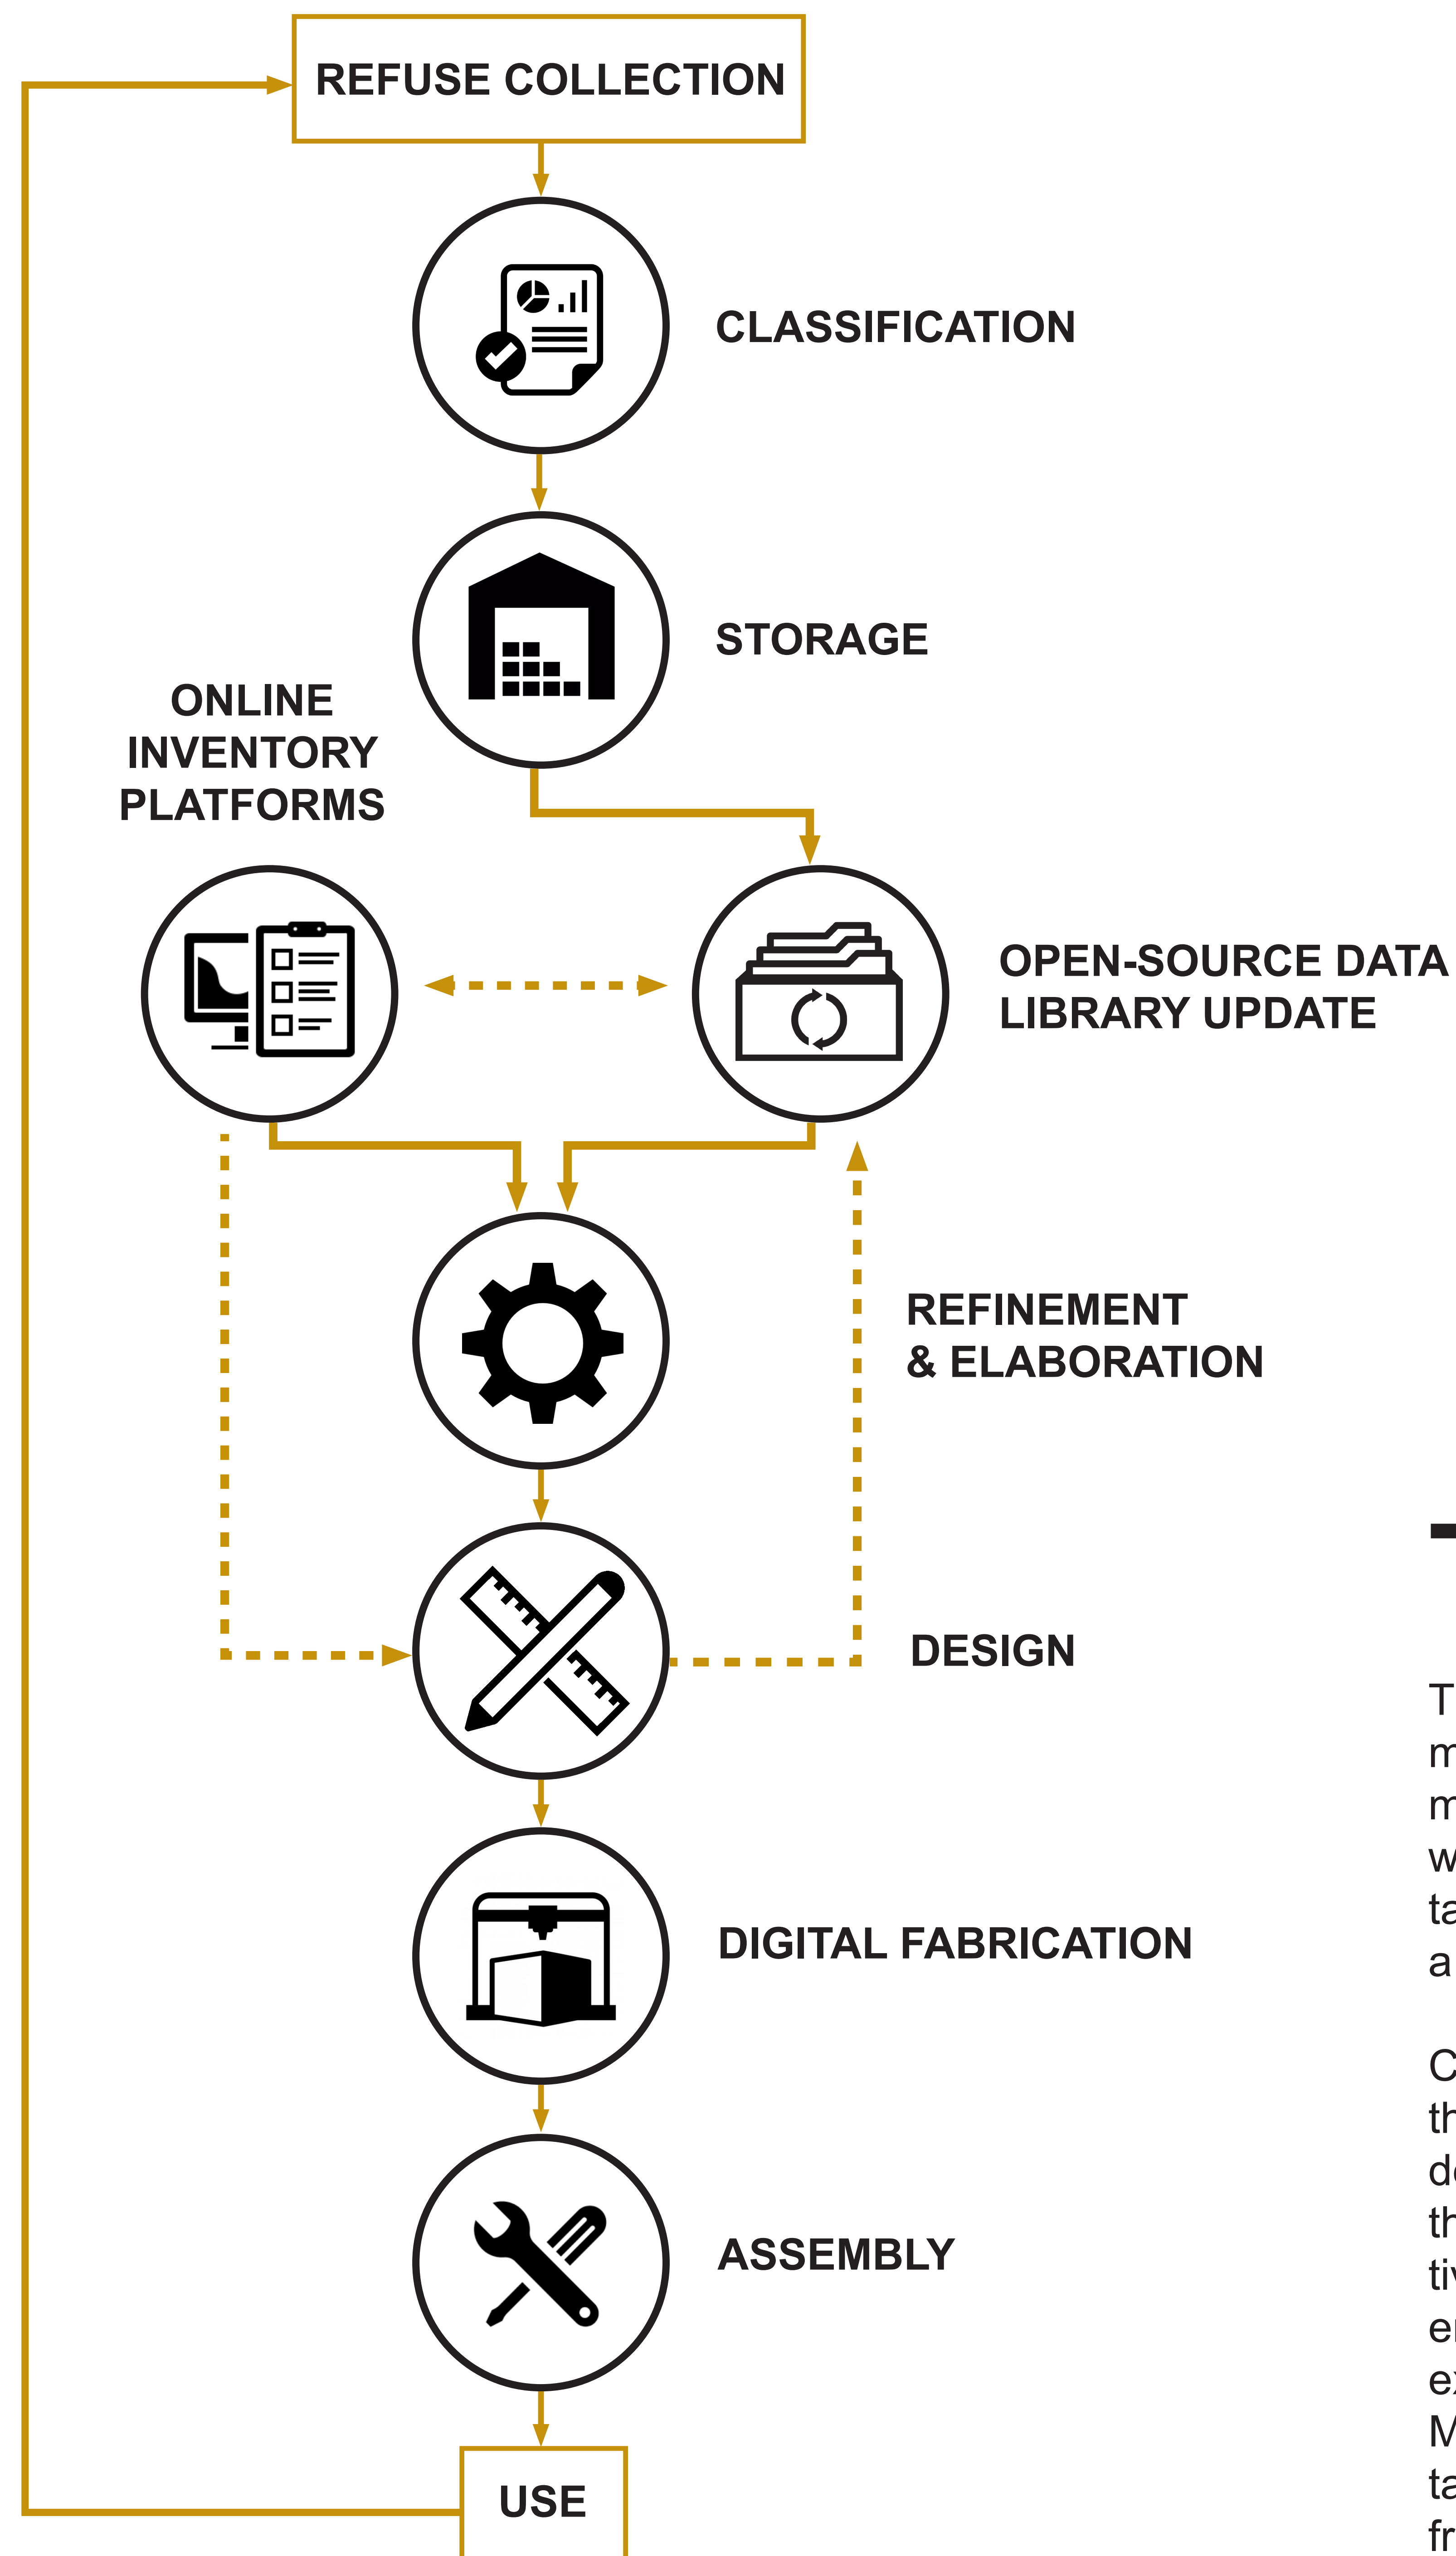 REFUSE COLLECTION
CLASSIFICATION
STORAGE
ONLINE
INVENTORY
PLATFORMS
OPEN-SOURCE DATA
LIBRARY UPDATE
REFINEMENT
& ELABORATION
DESIGN
DIGITAL FABRICATION
ASSEMBLY
USE